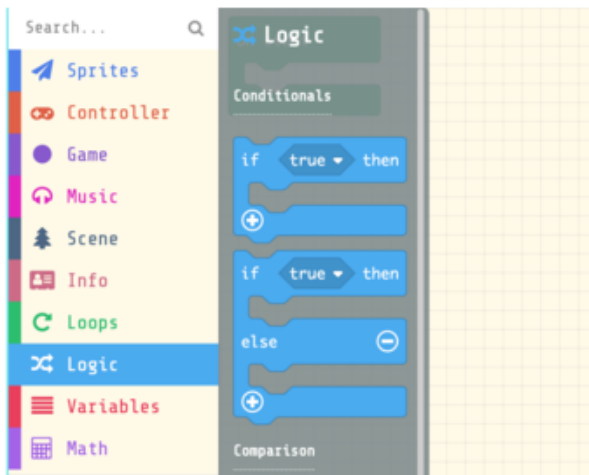 Search...
Sprites
Controller
Game
Music
Scene
Info
Loops
Logic
Variables
Math
Logic
Conditionals
if true then
if true then
else
Comparison